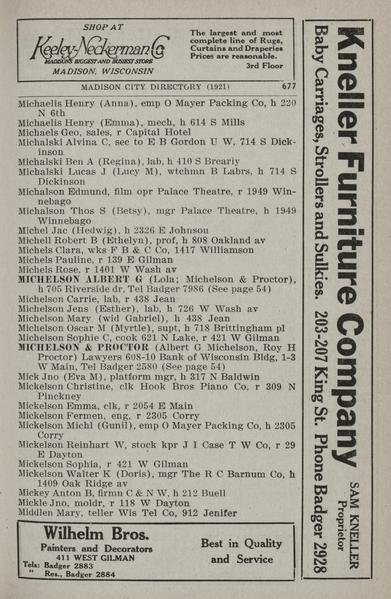 SHOP AT
Keeley-Neckerman Co
MADISON'S BIGGEST AND BUSIEST STORE
MADISON, WISCONSIN
The largest and most
complete line of Rugs,
Curtains and Draperies
Prices are reasonable.
3rd Floor
MADISON CITY DIRECTORY (1921) 677
Michaelis Henry (Anna), emp O Mayer Packing Co, h 220
N 6th
Michaelis Henry (Emma), mech, h 614 S Mills
Michaels Geo, sales, r Capital Hotel
Michalski Alvina C, sec to E B Gordon U W, 714 S Dick-
inson
Michalski Ben A (Regina), lab, h 410 S Brearly
Michalski Lucas J (Lucy M), wtchmn B Labrs, h 714 S
Dickinson
Michalson Edmund, film opr Palace Theatre, r 1949 Win-
nebago
Michalson Thos S (Betsy), mgr Palace Theatre, h 1949
Winnebago
Michel Jac (Hedwig), h 2326 E Johnson
Michell Robert B (Ethelyn), prof, h 808 Oakland av
Michels Clara, wks F B & C Co, 1417 Williamson
Michels Pauline, r 139 E Gilman
Michels Rose, r 1401 W Wash av
MICHELSON ALBERT G (Lola; Michelson & Proctor),
h 705 Riverside dr, Tel Badger 7986 (See page 54)
Michelson Carrie, lab, r 438 Jean
Michelson Jens (Esther), lab, h 726 W Wash av
Michelson Mary (wid Gabriel), h 438 Jean
Michelson Oscar M (Myrtle), supt, h 718 Brittingham pl
Michelson Sophie C, cook 621 N Lake, r 421 W Gilman
MICHELSON & PROCTOR (Albert G Michelson, Roy H
Proctor) Lawyers 608-10 Bank of Wisconsin Bldg, 1-3
W Main, Tel Badger 2580 (See page 54)
Mick Jno (Eva M), platform mgr, h 317 N Baldwin
Mickelson Christine, clk Hook Bros Piano Co, r 309 N
Pinckney
Mickelson Emma, clk, r 2054 E Main
Mickelson Fermen, eng, r 2305 Corry
Mickelson Michl (Gunil), emp O Mayer Packing Co, h 2305
Corry
Mickelson Reinhart W, stock kpr J I Case T W Co, r 29
E Dayton
Mickelson Sophia, r 421 W Gilman
Mickelson Walter K (Doris), mgr The R C Barnum Co, h
1409 Oak Ridge av
Mickey Anton B, firmn C & N W, h 212 Buell
Mickle Jno, moldr, r 118 W Dayton
Middlen Mary, teller Wis Tel Co, 912 Jenifer
Wilhelm Bros.
Painters and Decorators
411 WEST GILMAN
Tels: Badger 2883
" Res., Badger 2884
Best in Quality
and Service
Kneller Furniture Company
SAM KNELLER
Proprietor
Baby Carriages, Strollers and Sulkies. 203-207 King St. Phone Badger 2928